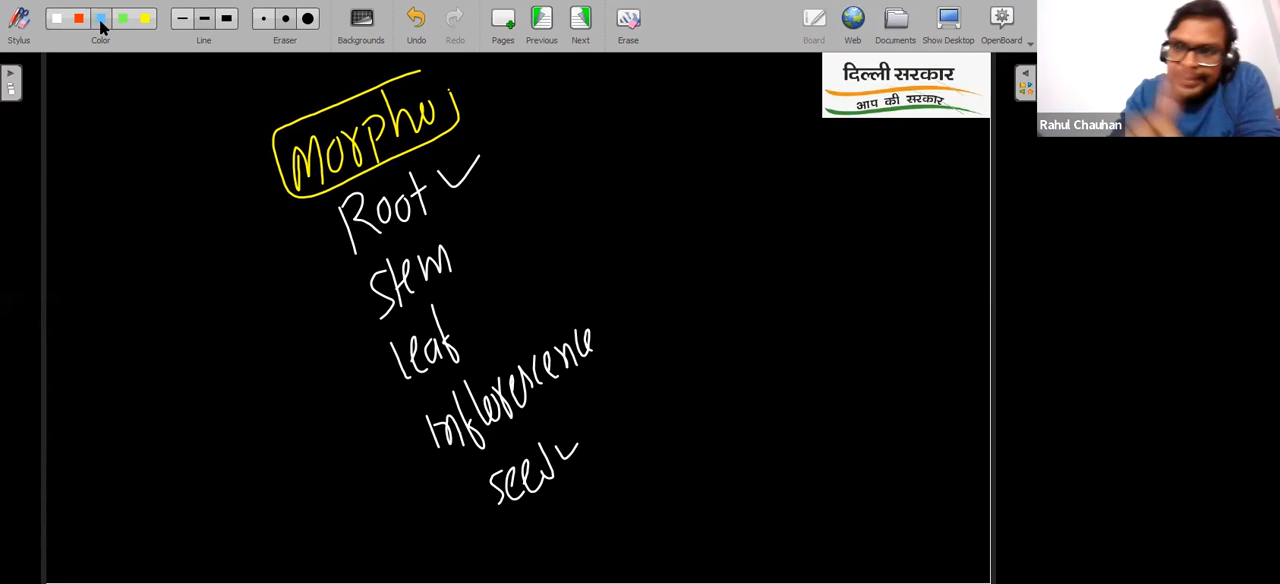 Stylus
Color
Line
Eraser
Backgrounds
Undo
Redo
Pages
Previous
Next
Erase
Board
Web
Documents
Show Desktop
OpenBoard
दिल्ली सरकार
आप की सरकार
Rahul Chauhan
Morpho
Root
Stem
leaf
Inflorescence
seed